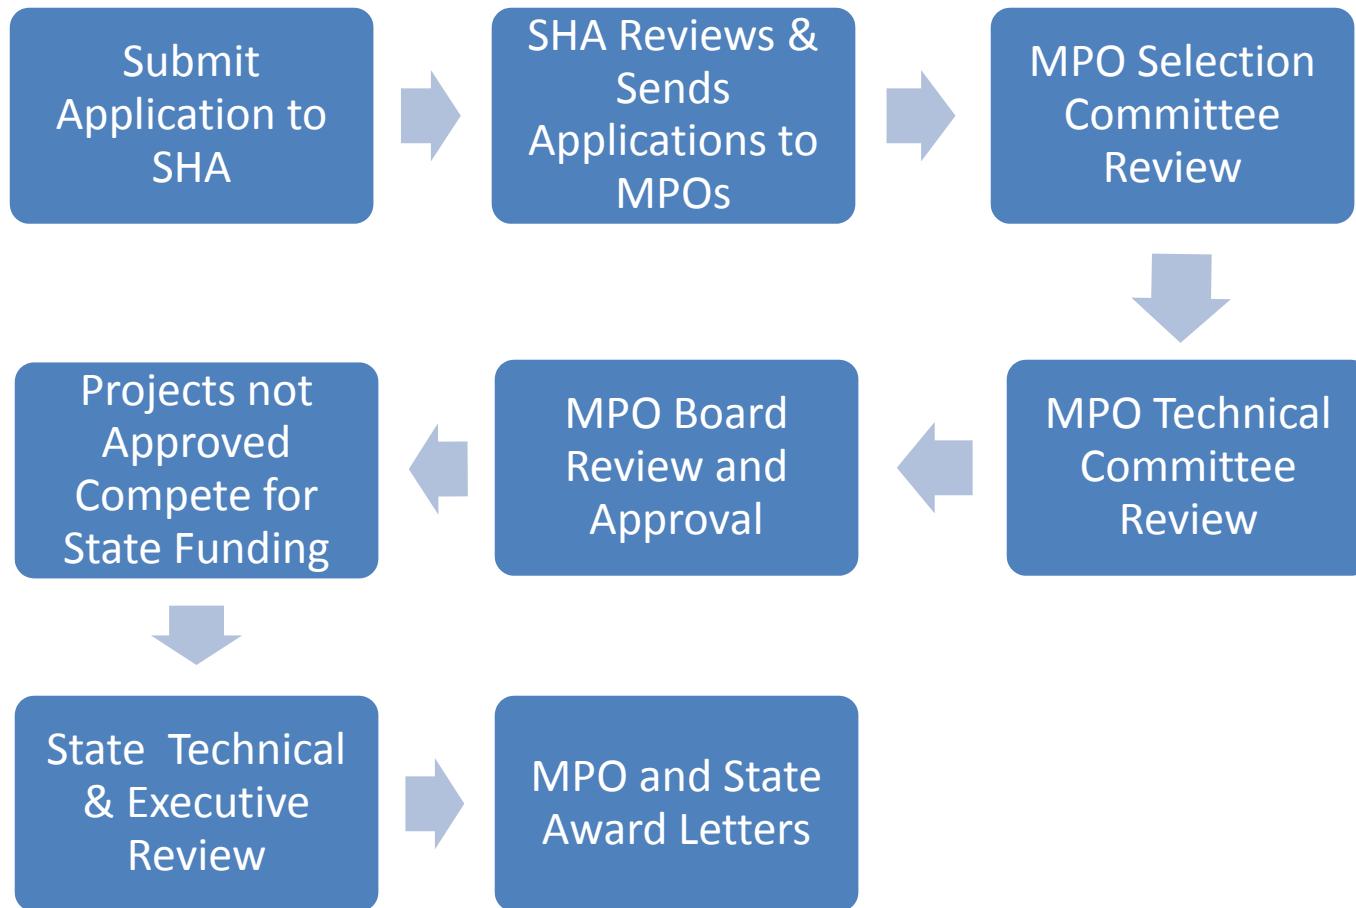 Submit
Application to
SHA
SHA Reviews &
Sends
Applications to
MPOs
MPO Selection
Committee
Review
MPO Technical
Committee
Review
MPO Board
Review and
Approval
Projects not
Approved
Compete for
State Funding
State  Technical
& Executive
Review
MPO and State
Award Letters